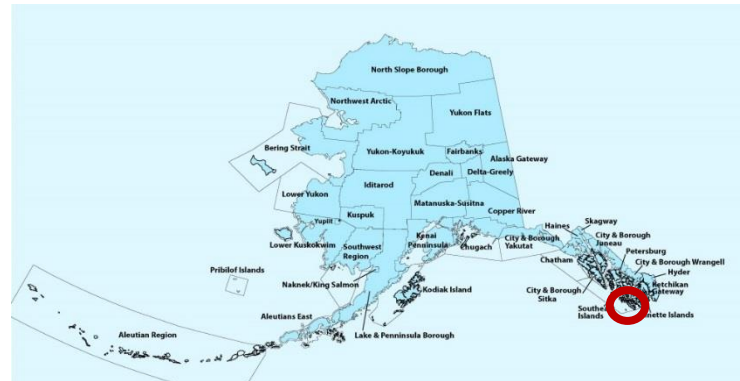 North Slope Borough
Northwest Arctic
Yukon Flats
Bering Strait
Yukon-Koyukuk
Fairbanks
Alaska Gateway
Denali
Delta-Greely
Iditarod
Lower Yukon
Matanuska-Susitna
Kuspuk
Copper River
Yupiit
Lower Kuskokwim
Southwest
Region
Kenai
Penninsula
Chugach
City & Borough
Yakutat
Haines
Skagway
City & Borough
Juneau
Petersburg
Chatham
City & Borough Wrangell
Hyder
Ketchikan
Gateway
Pribilof Islands
Naknek/King Salmon
Kodiak Island
City & Borough
Sitka
Islands
Aleutians East
Lake & Penninsula Borough
Aleutian Region